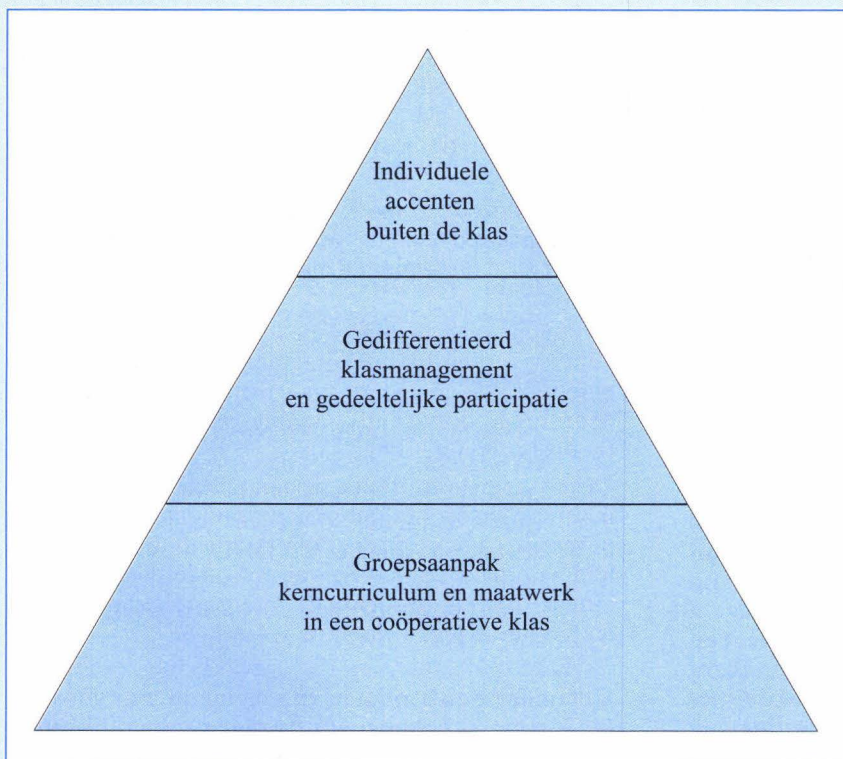 Individuele
accenten
buiten de klas
Gedifferentieerd
klasmanagement
en gedeeltelijke participatie
Groepsaanpak
kerncurriculum en maatwerk
in een coöperatieve klas